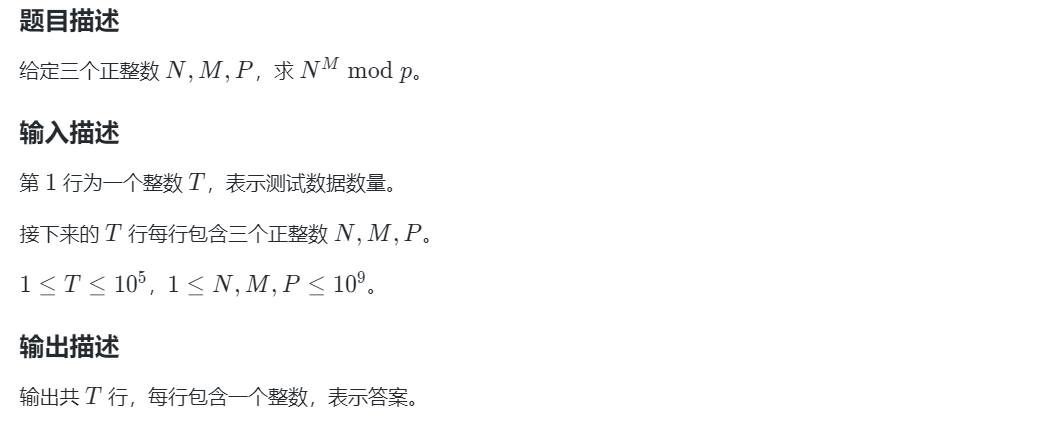 题目描述
给定三个正整数 $N, M, P$，求 $N^M \bmod p$。
输入描述
第 1 行为一个整数 $T$，表示测试数据数量。
接下来的 $T$ 行每行包含三个正整数 $N, M, P$。
$1 \leq T \leq 10^5$，$1 \leq N, M, P \leq 10^9$。
输出描述
输出共 $T$ 行，每行包含一个整数，表示答案。